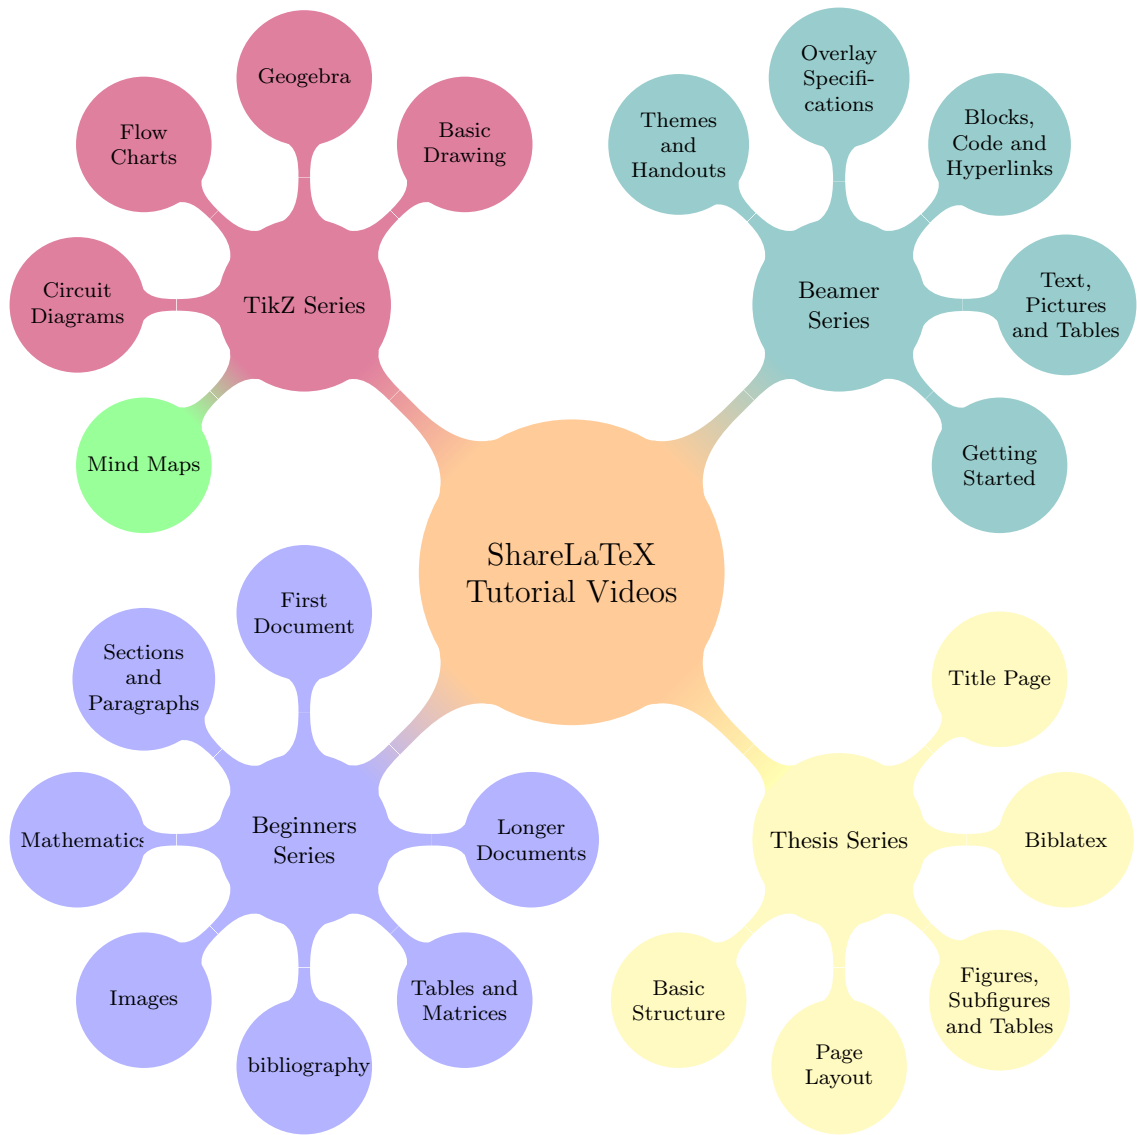 Geogebra
Flow
Charts
Basic
Drawing
Circuit
Diagrams
TikZ Series
Mind Maps
Overlay
Specifi-
cations
Themes
and
Handouts
Blocks,
Code and
Hyperlinks
Beamer
Series
Text,
Pictures
and Tables
Getting
Started
ShareLaTeX
Tutorial Videos
First
Document
Sections
and
Paragraphs
Mathematics
Beginners
Series
Longer
Documents
Images
bibliography
Tables and
Matrices
Title Page
Thesis Series
Biblatex
Basic
Structure
Page
Layout
Figures,
Subfigures
and Tables